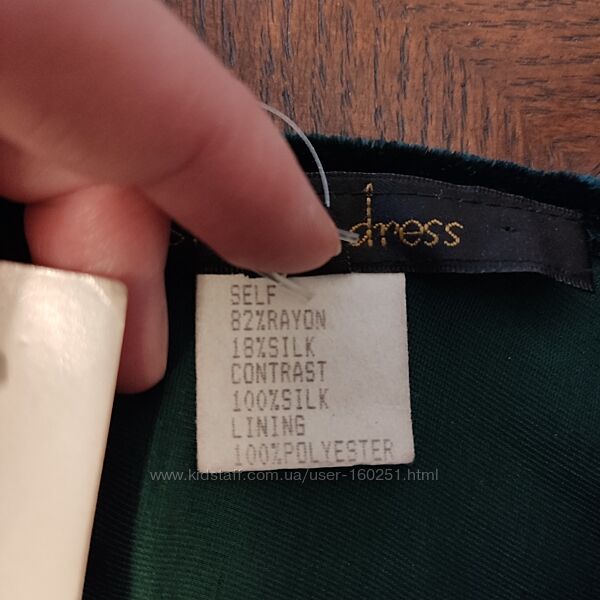 dress
SELF
82%RAYON
18%SILK
CONTRAST
100%SILK
LINING
100%POLYESTER
www.kidstaff.com.ua/user-160251.html